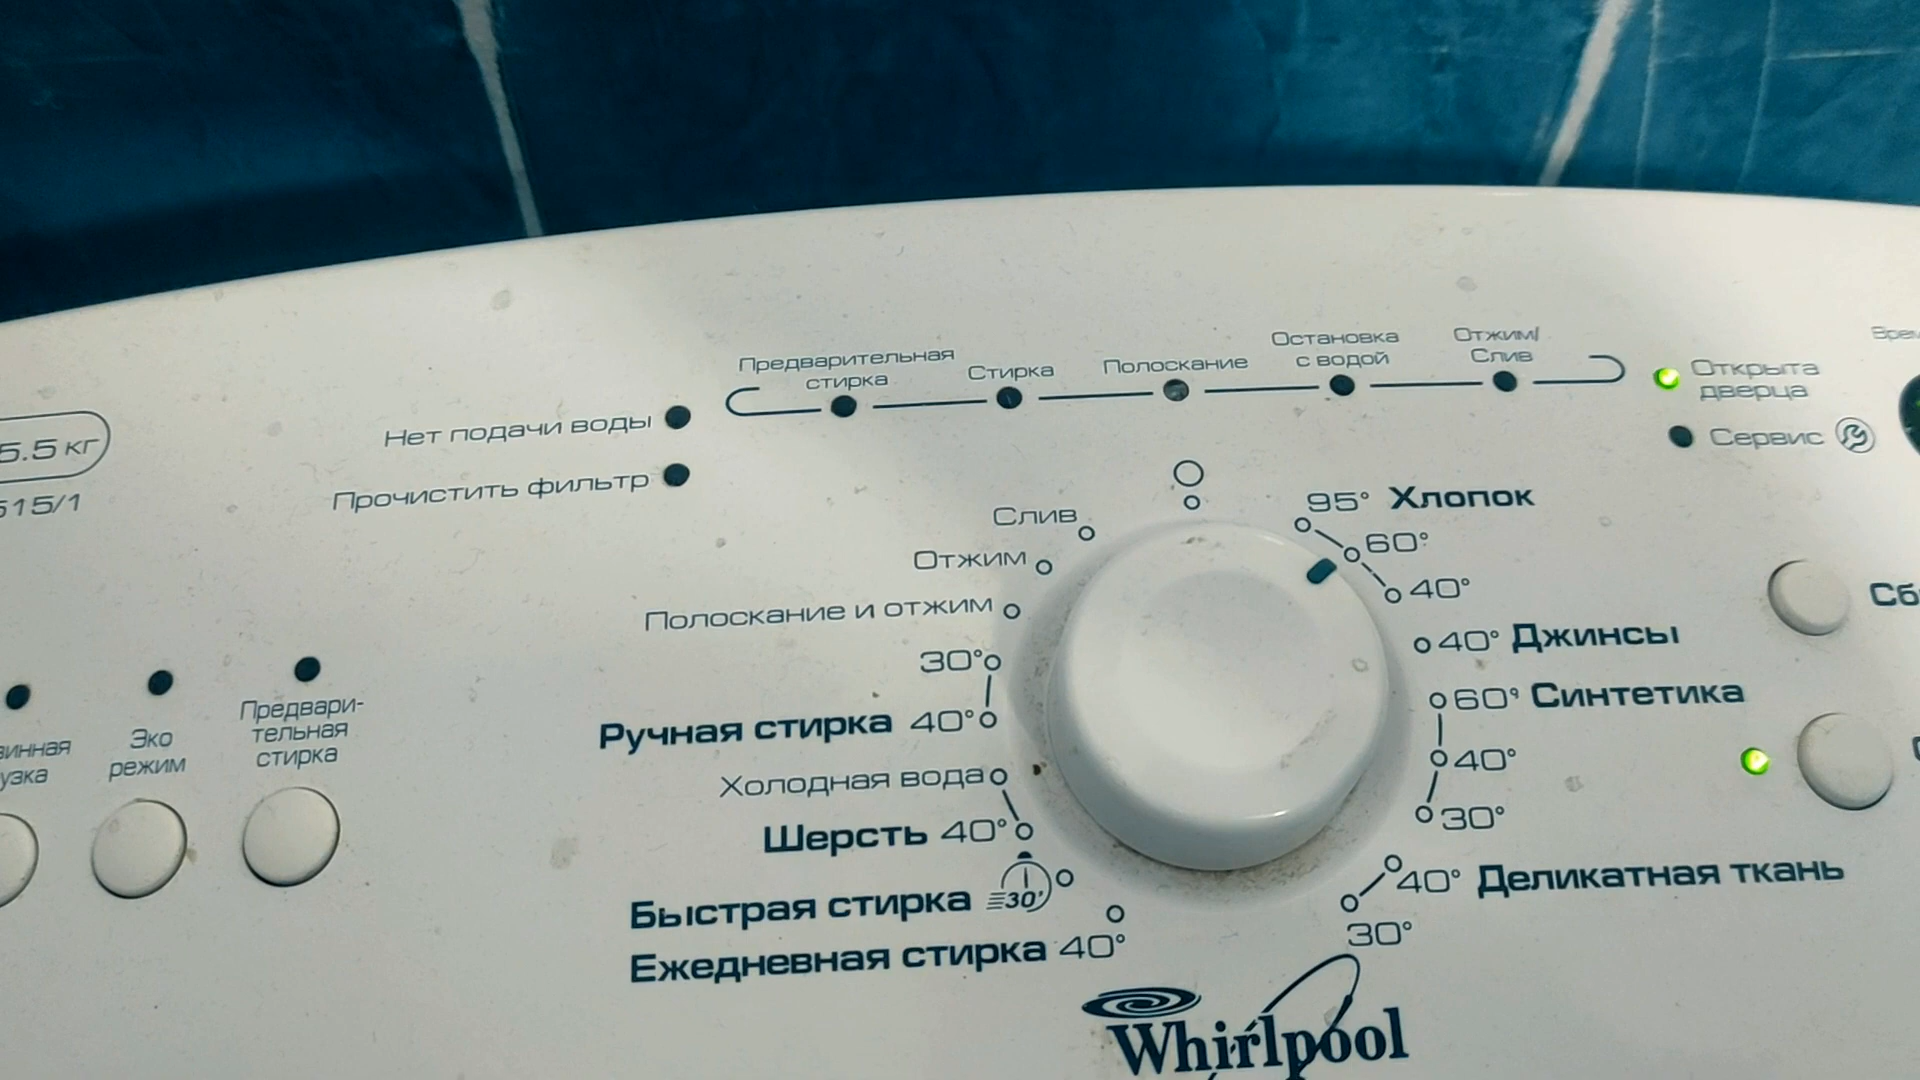 Предварительная
стирка
Стирка
Полоскание
Остановка
с водой
Отжим/
Слив
Открыта
дверца
Сервис
Нет подачи воды
Прочистить фильтр
5.5 кг
515/1
Слив
Отжим
Полоскание и отжим
30°
Ручная стирка 40°
Холодная вода
Шерсть 40°
Быстрая стирка 30'
Ежедневная стирка 40°
95° Хлопок
60°
40°
40° Джинсы
60° Синтетика
40°
30°
40° Деликатная ткань
30°
Эко
режим
Предвари-
тельная
стирка
Whirlpool